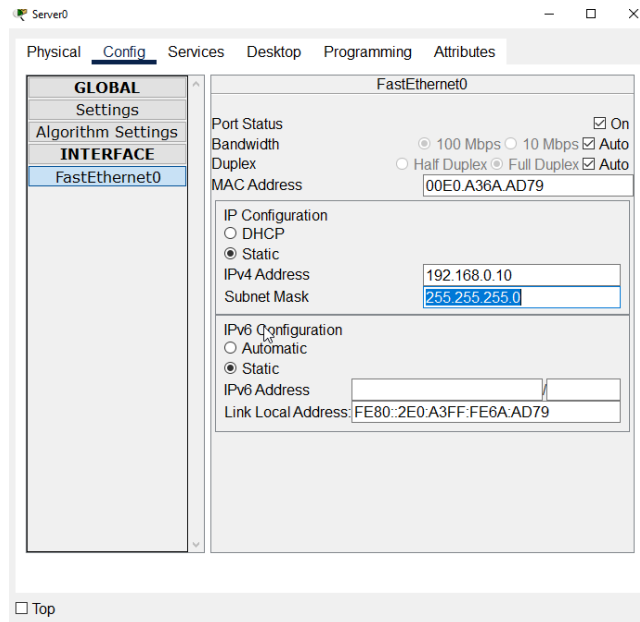 Server0
Physical Config Services Desktop Programming Attributes
GLOBAL
Settings
Algorithm Settings
INTERFACE
FastEthernet0
FastEthernet0
Port Status On
Bandwidth 100 Mbps 10 Mbps Auto
Duplex Half Duplex Full Duplex Auto
MAC Address 00E0.A36A.AD79
IP Configuration
DHCP
Static
IPv4 Address 192.168.0.10
Subnet Mask 255.255.255.0
IPv6 Configuration
Automatic
Static
IPv6 Address /
Link Local Address: FE80::2E0:A3FF:FE6A:AD79
Top